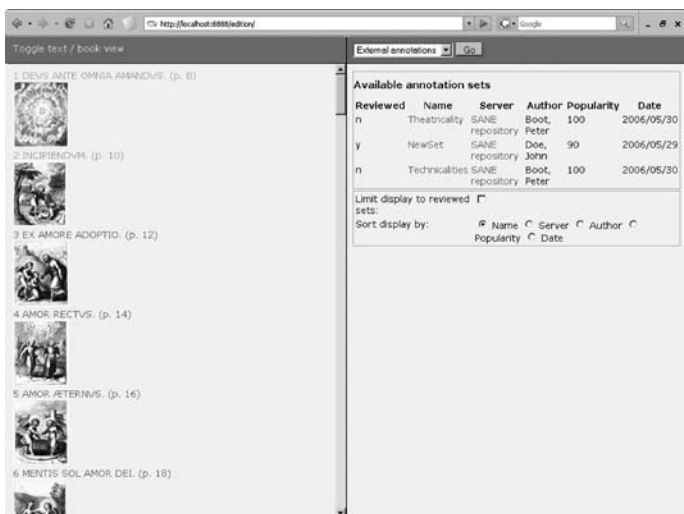 http://localhost:8888/edition/
Google
Toggle text / book view
External annotations
Go
1 DEVS ANTE OMNIA AMANDVS. (p. 8)
2 INCIPIENDVM. (p. 10)
3 EX AMORE ADOPTIO. (p. 12)
4 AMOR RECTVS. (p. 14)
5 AMOR ÆTERNVS. (p. 16)
6 MENTIS SOL AMOR DEI. (p. 18)
Available annotation sets
Reviewed Name Server Author Popularity Date
n Theatricality SANE Boot, 100 2006/05/30
repository Peter
y NewSet SANE Doe, 90 2006/05/29
repository John
n Technicalities SANE Boot, 100 2006/05/30
repository Peter
Limit display to reviewed
sets:
Sort display by: Name Server Author
Popularity Date